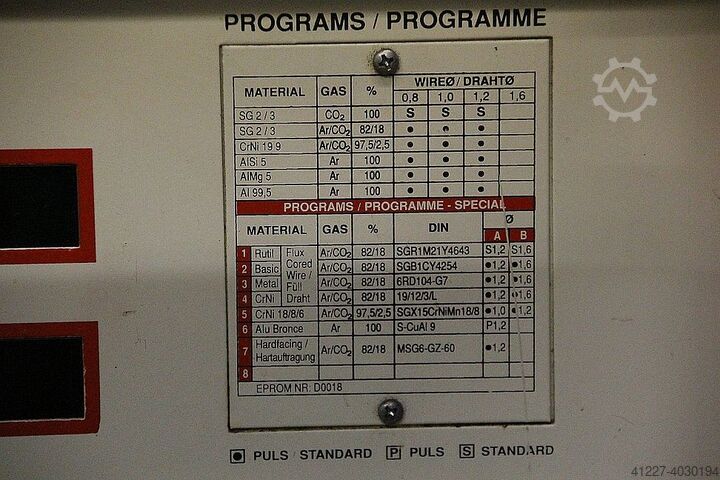 PROGRAMS / PROGRAMME
MATERIAL GAS % WIREØ / DRAHTØ
0,8 1,0 1,2 1,6
SG 2 / 3 CO₂ 100 S S S
SG 2 / 3 Ar/CO₂ 82/18 ● ● ●
CrNi 19 9 Ar/CO₂ 97,5/2,5 ● ● ●
AlSi 5 Ar 100 ● ● ●
AlMg 5 Ar 100 ● ● ●
Al 99,5 Ar 100 ● ● ●
PROGRAMS / PROGRAMME - SPECIAL
MATERIAL GAS % DIN Ø
A B
1 Rutil Flux Cored Wire / Füll Draht Ar/CO₂ 82/18 SGR1M21Y4643 S1,2 S1,6
2 Basic Ar/CO₂ 82/18 SGB1CY4254 ●1,2 ●1,6
3 Metal Ar/CO₂ 82/18 6RD104-G7 ●1,2 ●1,6
4 CrNi Ar/CO₂ 82/18 19/12/3/L ●1,2 ●1,6
5 CrNi 18/8/6 Ar/CO₂ 97,5/2,5 SGX15CrNiMn18/8 ●1,0 ●1,2
6 Alu Bronce Ar 100 S-CuAl 9 P1,2
7 Hardfacing / Hartauftragung Ar/CO₂ 82/18 MSG6-GZ-60 ●1,2
8
EPROM NR: D0018
● PULS / STANDARD P PULS S STANDARD
41227-4030194